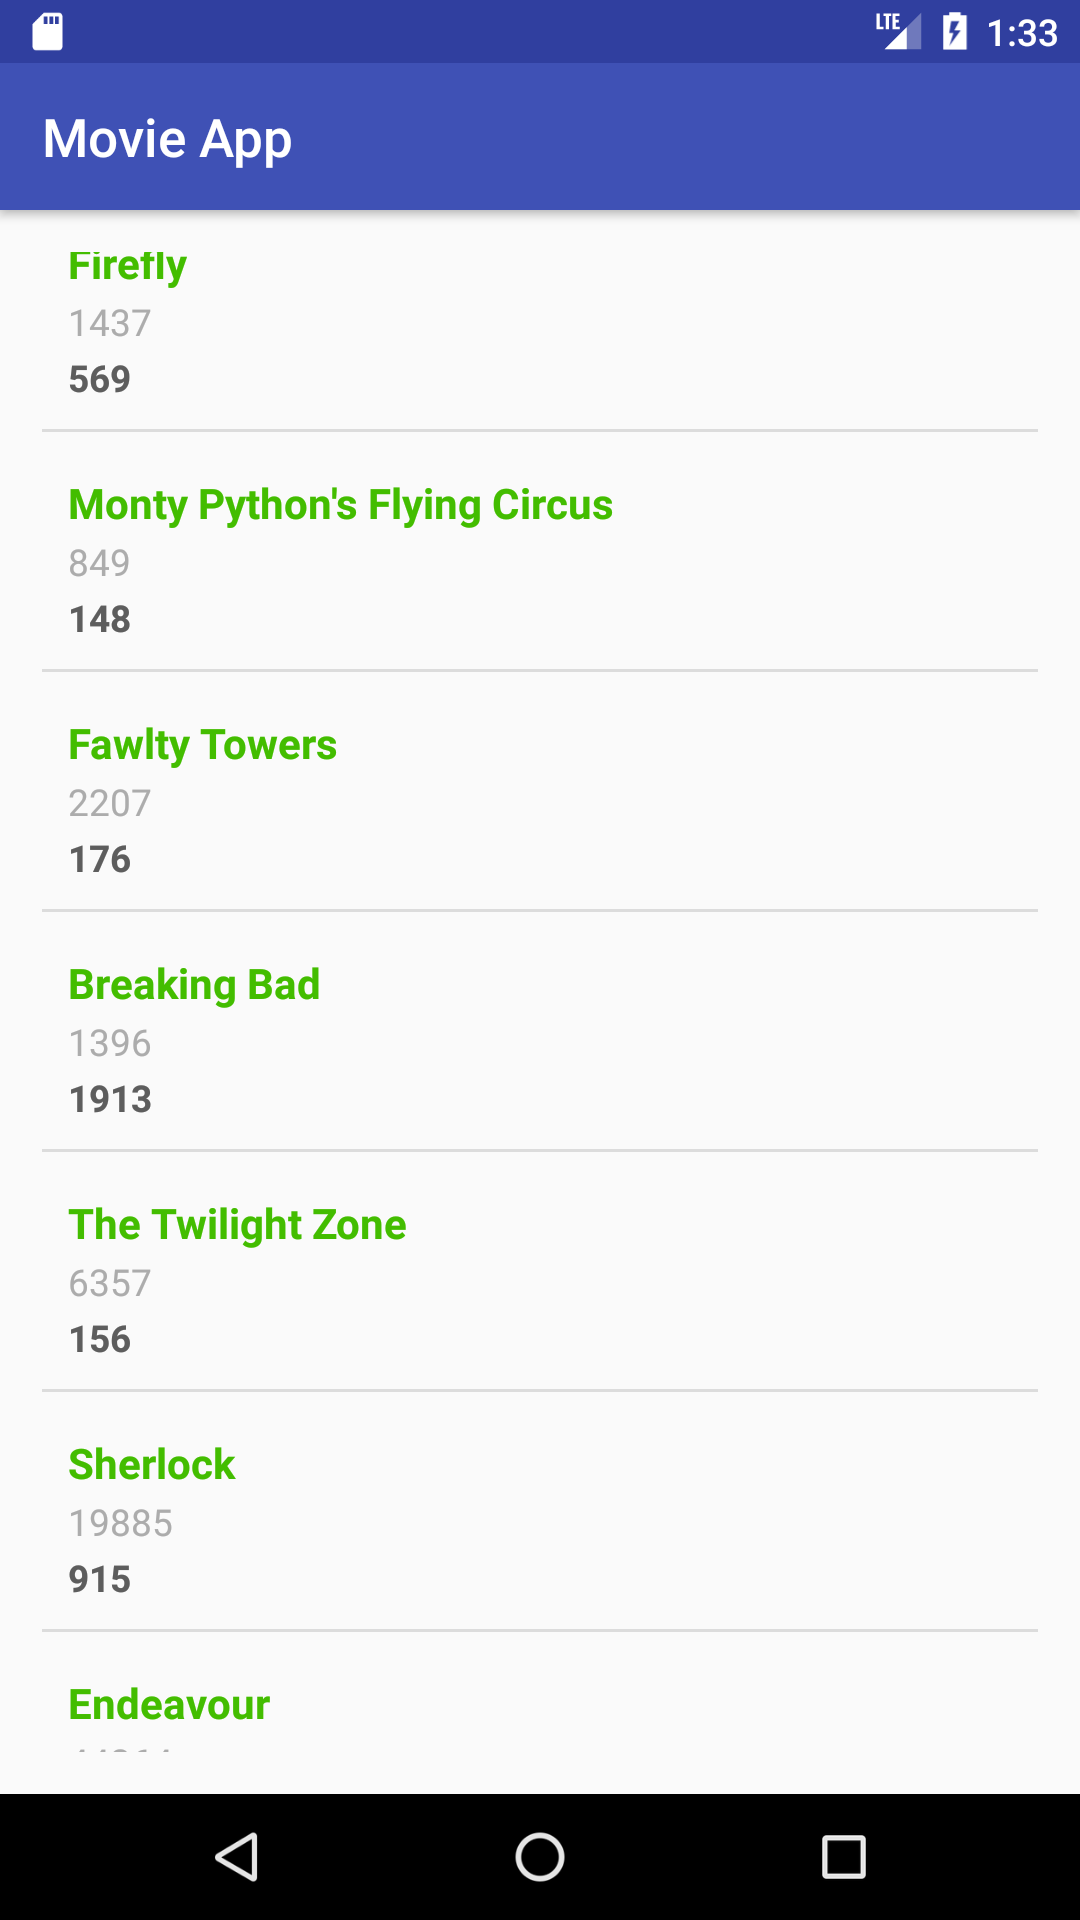 LTE 1:33
Movie App
Firefly
1437
569
Monty Python's Flying Circus
849
148
Fawlty Towers
2207
176
Breaking Bad
1396
1913
The Twilight Zone
6357
156
Sherlock
19885
915
Endeavour